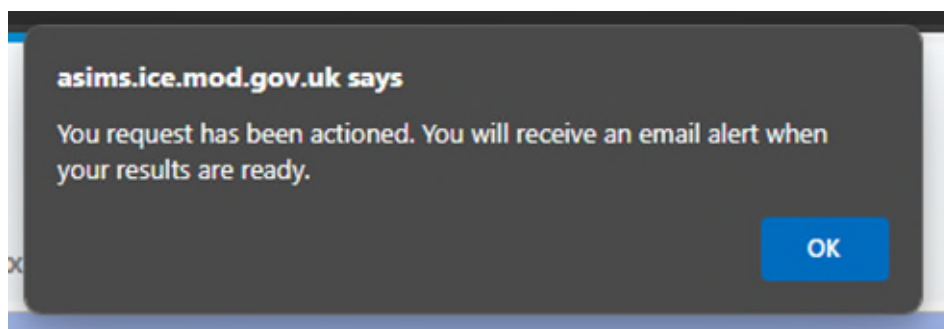 asims.ice.mod.gov.uk says
You request has been actioned. You will receive an email alert when
your results are ready.
OK
x